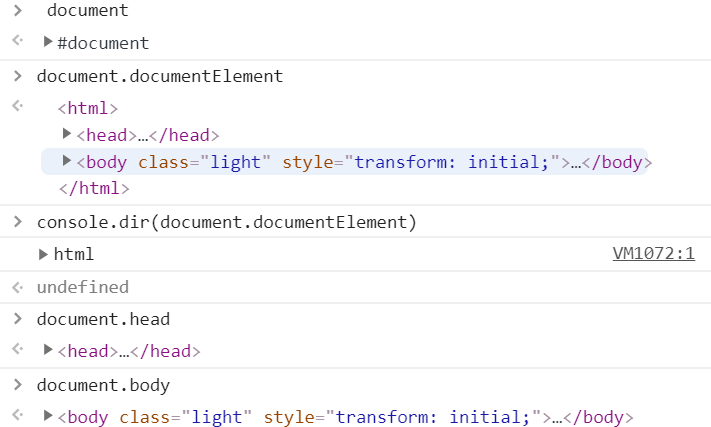 document
#document
document.documentElement
<html>
<head>…</head>
<body class="light" style="transform: initial;">…</body>
</html>
console.dir(document.documentElement)
html VM1072:1
undefined
document.head
<head>…</head>
document.body
<body class="light" style="transform: initial;">…</body>